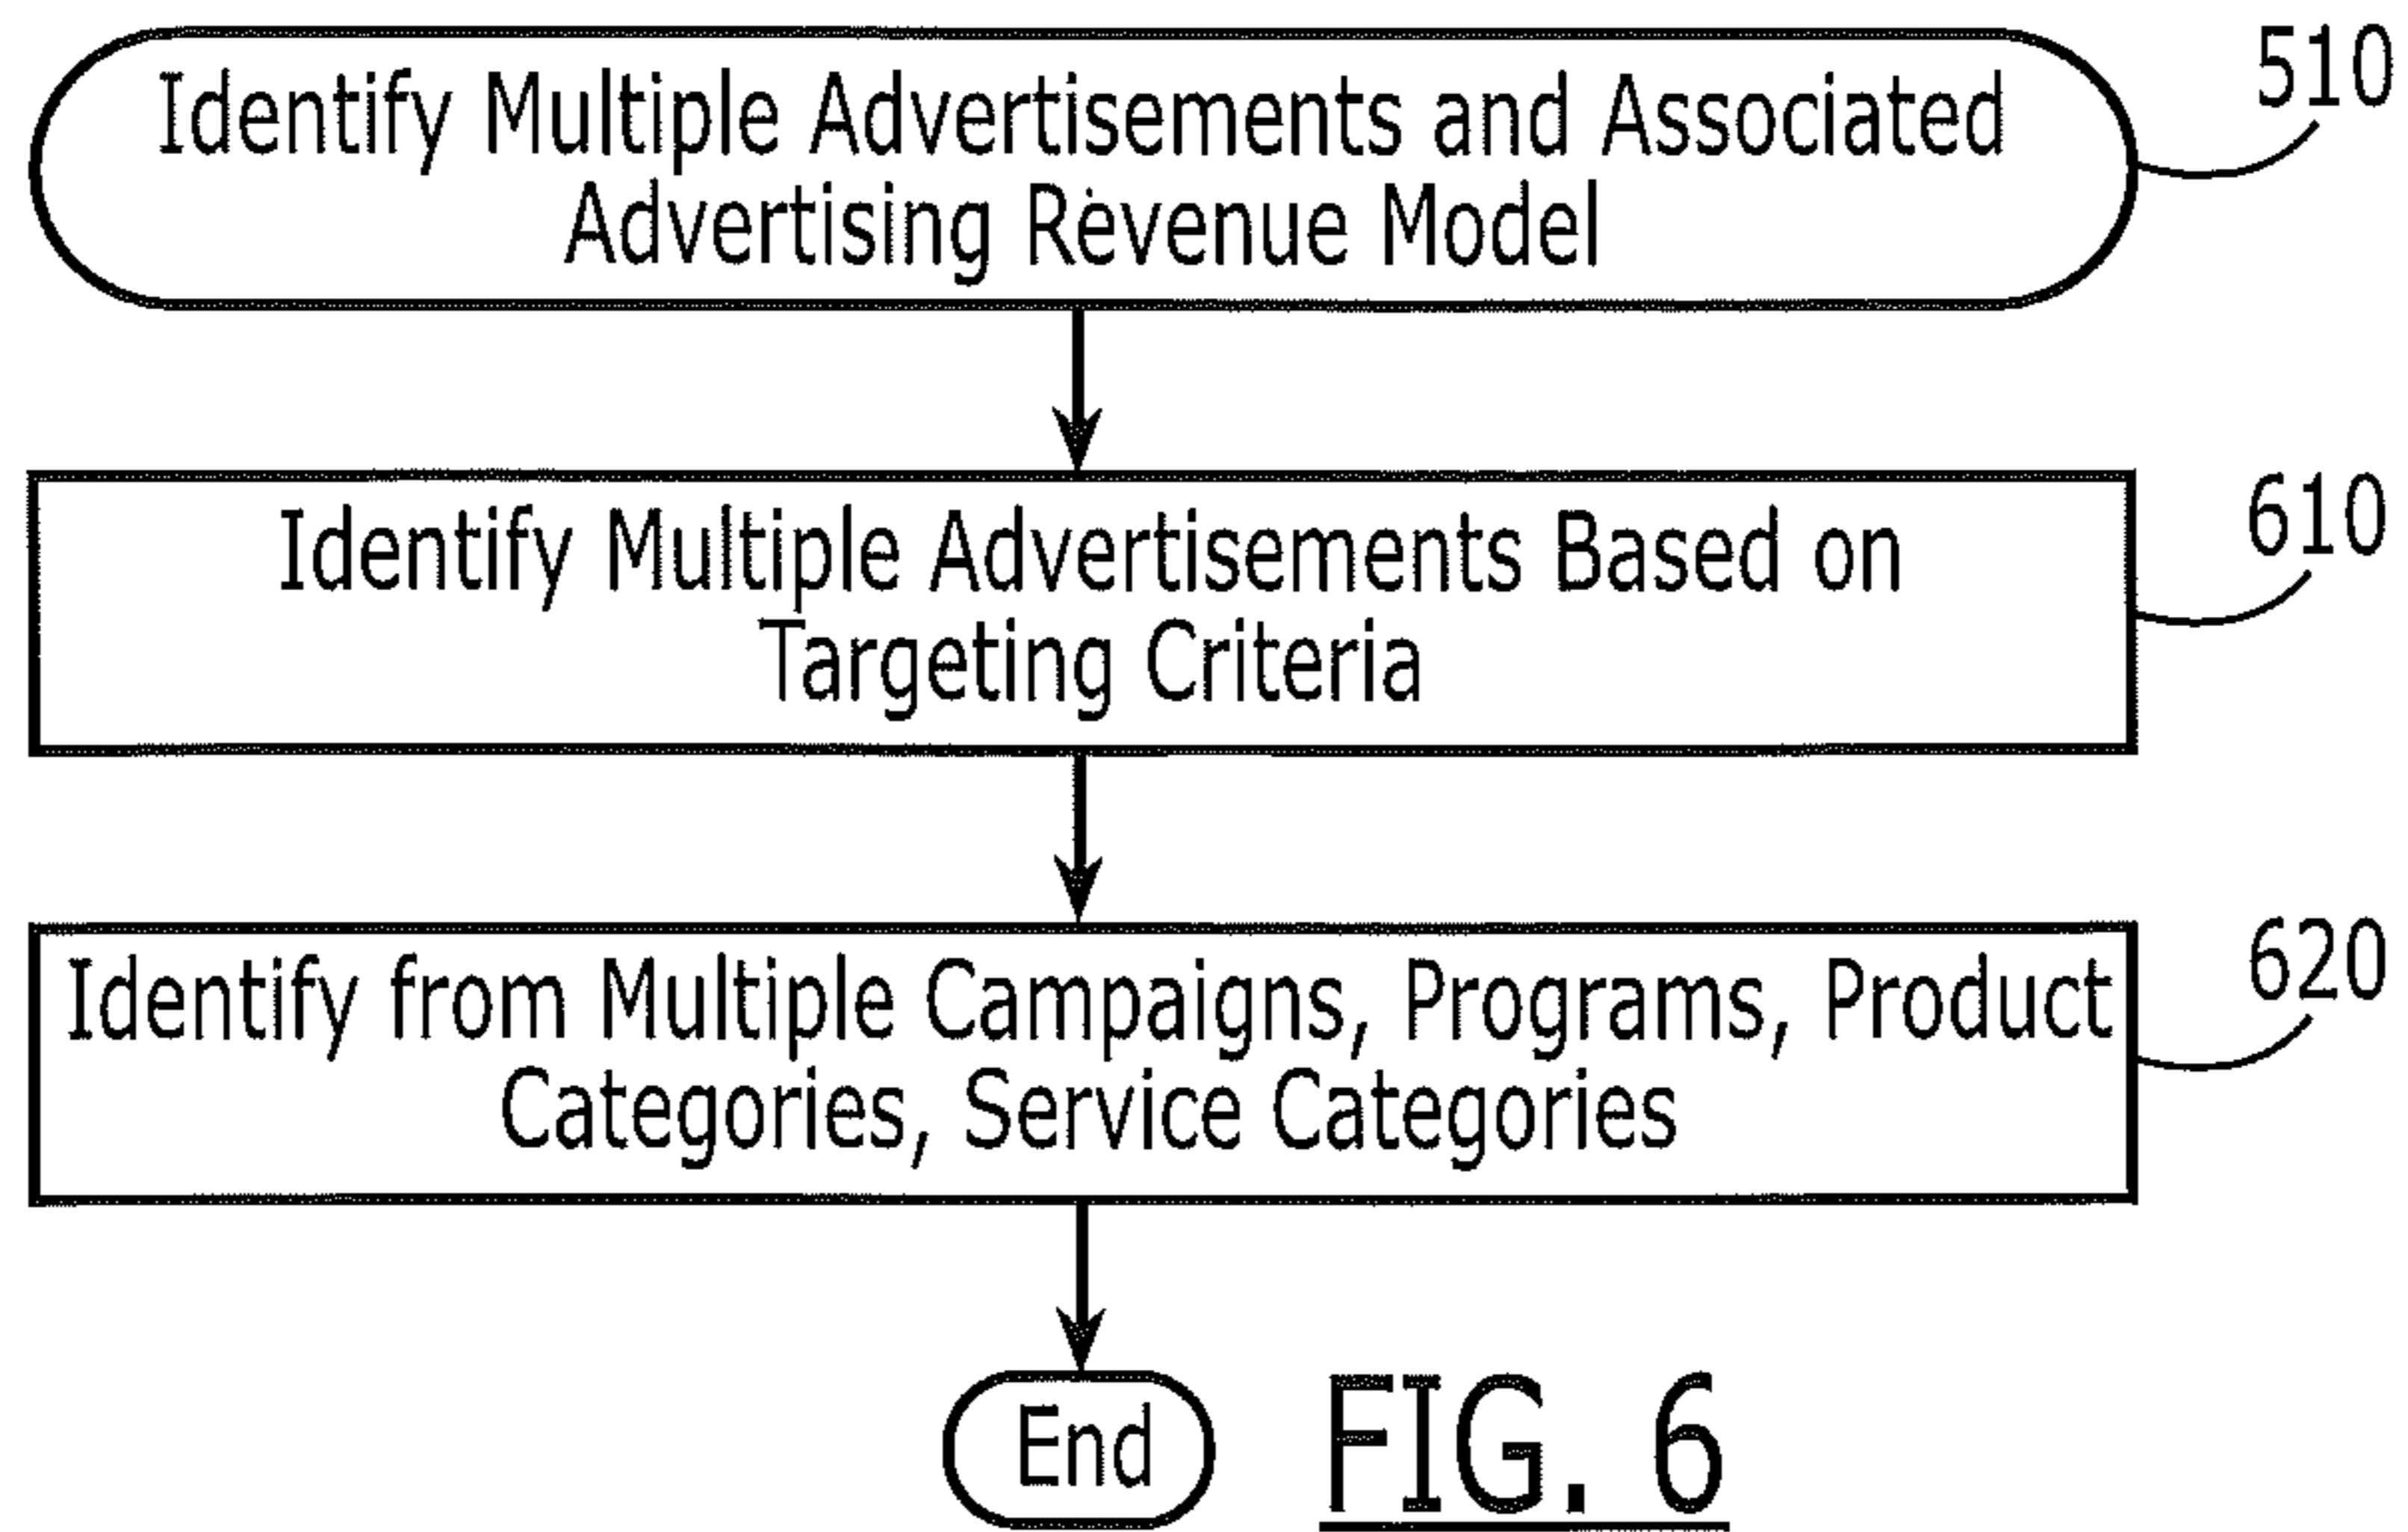 Identify Multiple Advertisements and Associated
Advertising Revenue Model
510
Identify Multiple Advertisements Based on
Targeting Criteria
610
Identify from Multiple Campaigns, Programs, Product
Categories, Service Categories
620
End
FIG. 6